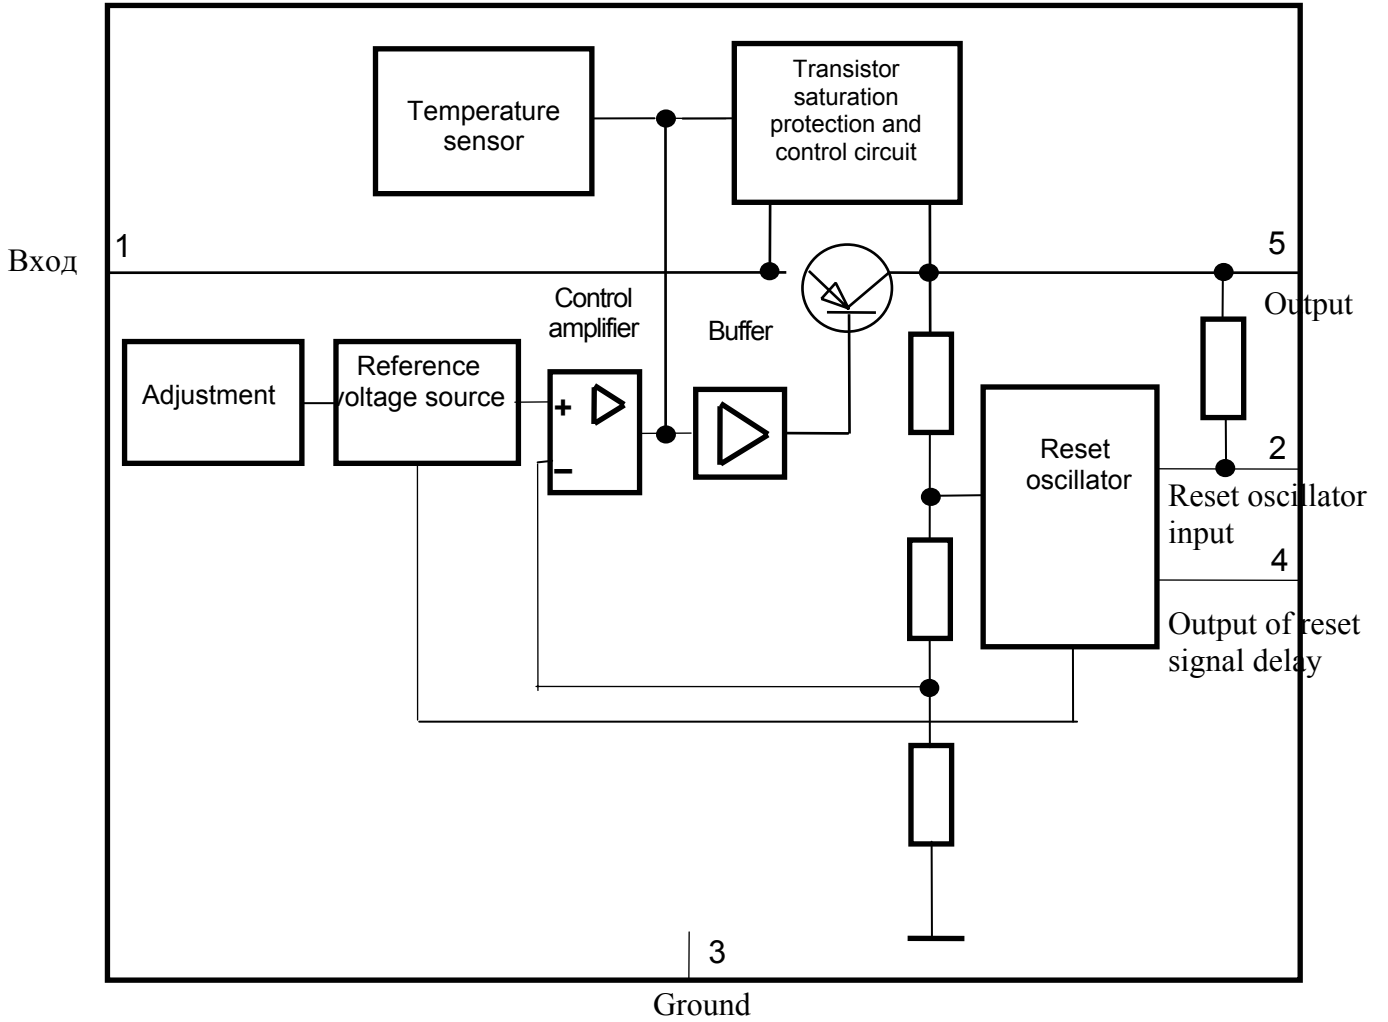 Temperature
sensor
Transistor
saturation
protection and
control circuit
1
5
Вход
Output
Control
amplifier
Buffer
Adjustment
Reference
voltage source
+
−
Reset
oscillator
2
Reset oscillator
input
4
Output of reset
signal delay
3
Ground